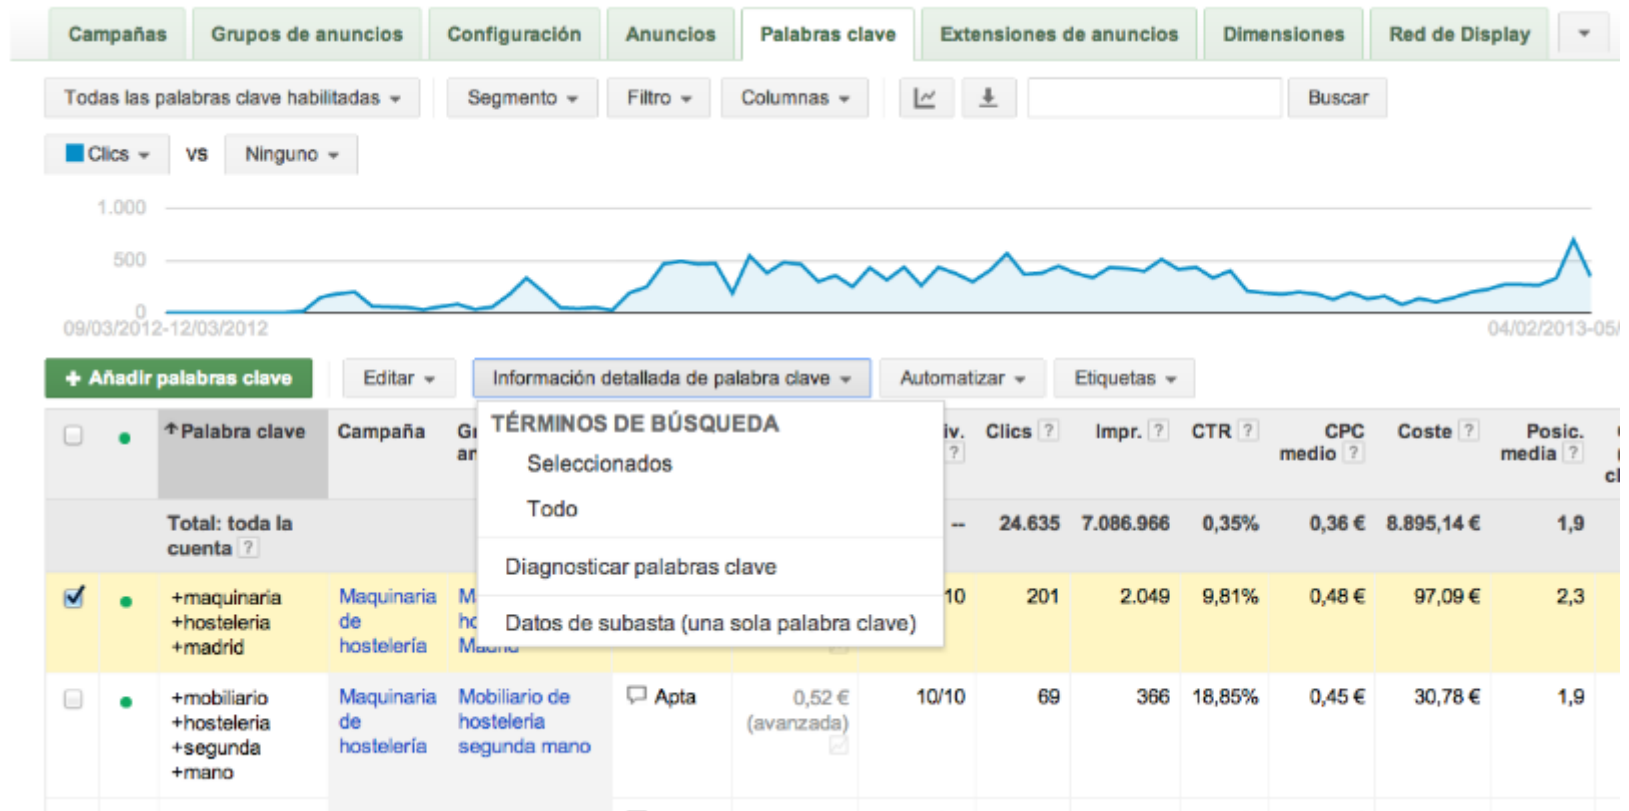 Campañas Grupos de anuncios Configuración Anuncios Palabras clave Extensiones de anuncios Dimensiones Red de Display
Todas las palabras clave habilitadas Segmento Filtro Columnas Buscar
Clics vs Ninguno
1.000
500
0
09/03/2012-12/03/2012 04/02/2013-05/
+ Añadir palabras clave Editar Información detallada de palabra clave Automatizar Etiquetas
TÉRMINOS DE BÚSQUEDA
Seleccionados
Todo
Diagnosticar palabras clave
Datos de subasta (una sola palabra clave)
Palabra clave Campaña iv. ? Clics ? Impr. ? CTR ? CPC medio ? Coste ? Posic. media ?
Total: toda la -- 24.635 7.086.966 0,35% 0,36 € 8.895,14 € 1,9
cuenta ?
+maquinaria Maquinaria 10 201 2.049 9,81% 0,48 € 97,09 € 2,3
+hosteleria de
+madrid hostelería Madrid
+mobiliario Maquinaria Mobiliario de Apta 0,52 € 10/10 69 366 18,85% 0,45 € 30,78 € 1,9
+hosteleria de hostelería (avanzada)
+segunda hostelería segunda mano
+mano